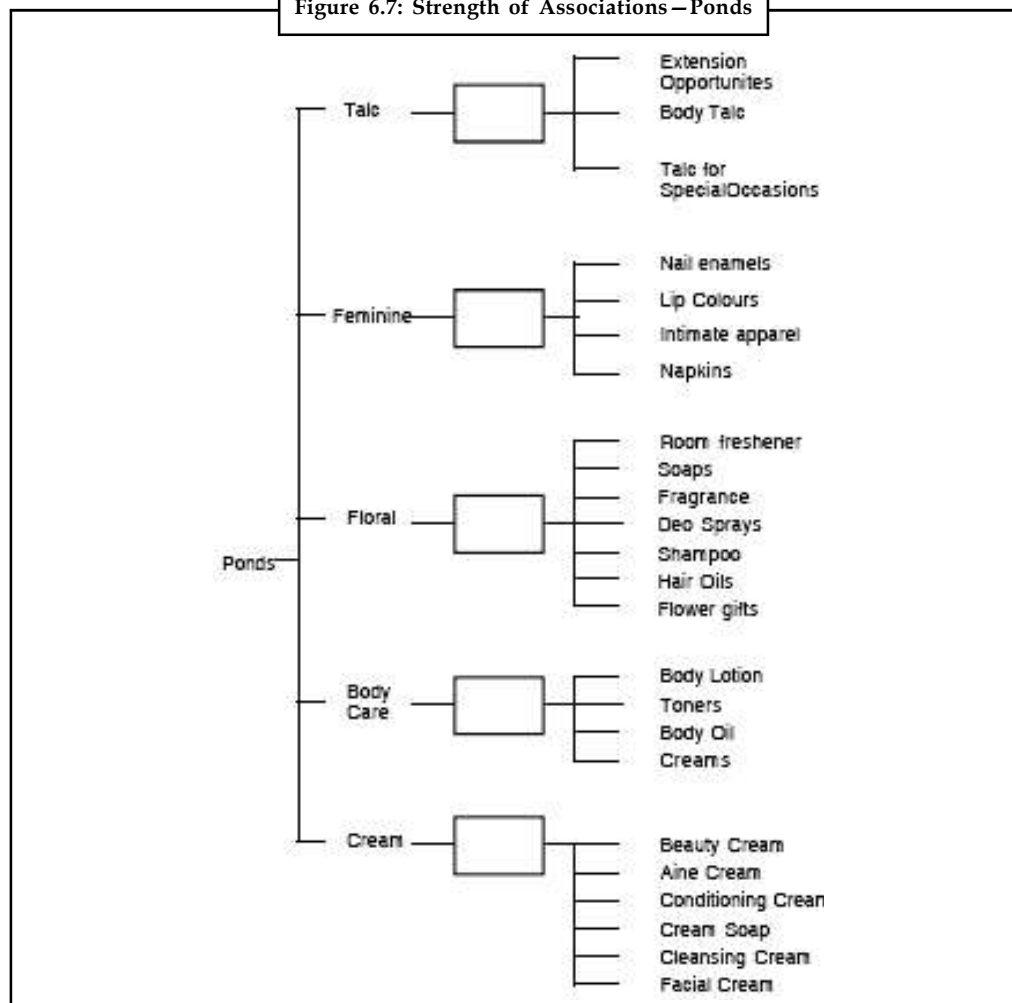 Figure 6.7: Strength of Associations—Ponds
Extension
Opportunites
Talc
Body Talc
Talc for
SpecialOccasions
Nail enamels
Lip Colours
Feminine
Intimate apparel
Napkins
Room freshener
Soaps
Fragrance
Floral
Deo Sprays
Shampoo
Ponds
Hair Oils
Flower gifts
Body Lotion
Body
Care
Toners
Body Oil
Creams
Cream
Beauty Cream
Aine Cream
Conditioning Crear
Cream Soap
Cleansing Cream
Facial Cream